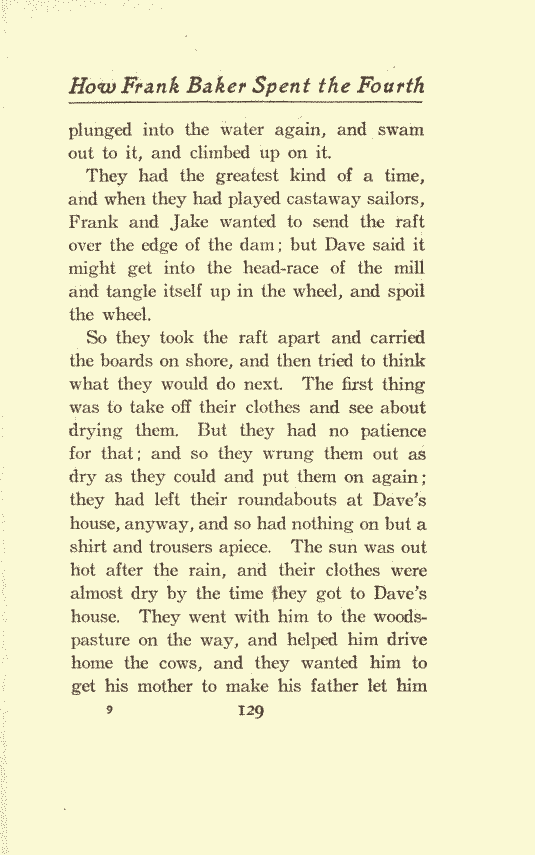 How Frank Baker Spent the Fourth
plunged into the water again, and swam
out to it, and climbed up on it.
They had the greatest kind of a time,
and when they had played castaway sailors,
Frank and Jake wanted to send the raft
over the edge of the dam; but Dave said it
might get into the head-race of the mill
and tangle itself up in the wheel, and spoil
the wheel.
So they took the raft apart and carried
the boards on shore, and then tried to think
what they would do next. The first thing
was to take off their clothes and see about
drying them. But they had no patience
for that; and so they wrung them out as
dry as they could and put them on again;
they had left their roundabouts at Dave's
house, anyway, and so had nothing on but a
shirt and trousers apiece. The sun was out
hot after the rain, and their clothes were
almost dry by the time they got to Dave's
house. They went with him to the woods-
pasture on the way, and helped him drive
home the cows, and they wanted him to
get his mother to make his father let him
9 129